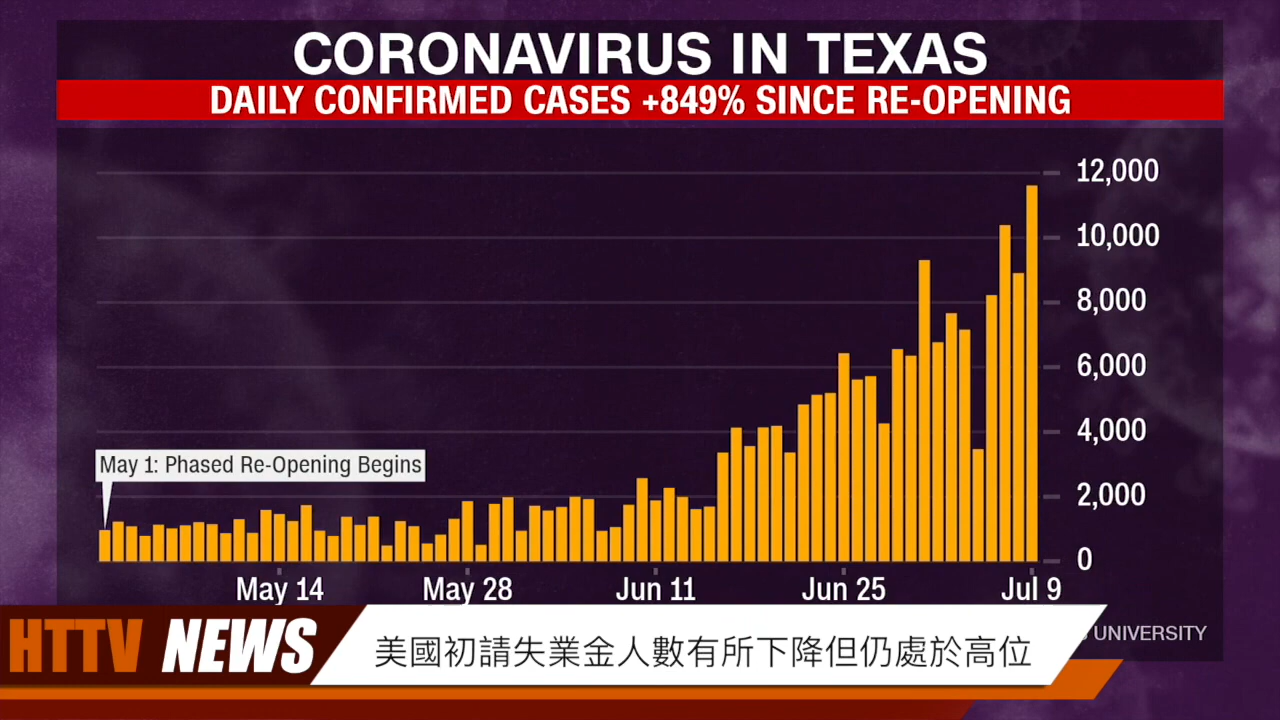 CORONAVIRUS IN TEXAS
DAILY CONFIRMED CASES +849% SINCE RE-OPENING
12,000
10,000
8,000
6,000
4,000
2,000
0
May 1: Phased Re-Opening Begins
May 14 May 28 Jun 11 Jun 25 Jul 9
UNIVERSITY
HTTV NEWS
美國初請失業金人數有所下降但仍處於高位